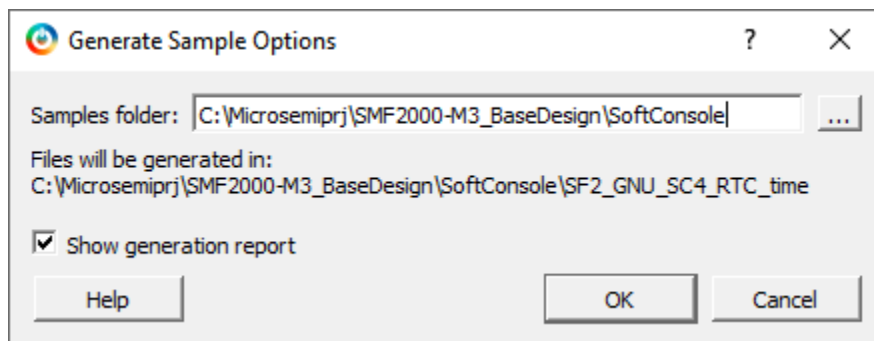 Generate Sample Options
Samples folder: C:\Microsemiprj\SMF2000-M3_BaseDesign\SoftConsole ...
Files will be generated in:
C:\Microsemiprj\SMF2000-M3_BaseDesign\SoftConsole\SF2_GNU_SC4_RTC_time
Show generation report
Help OK Cancel